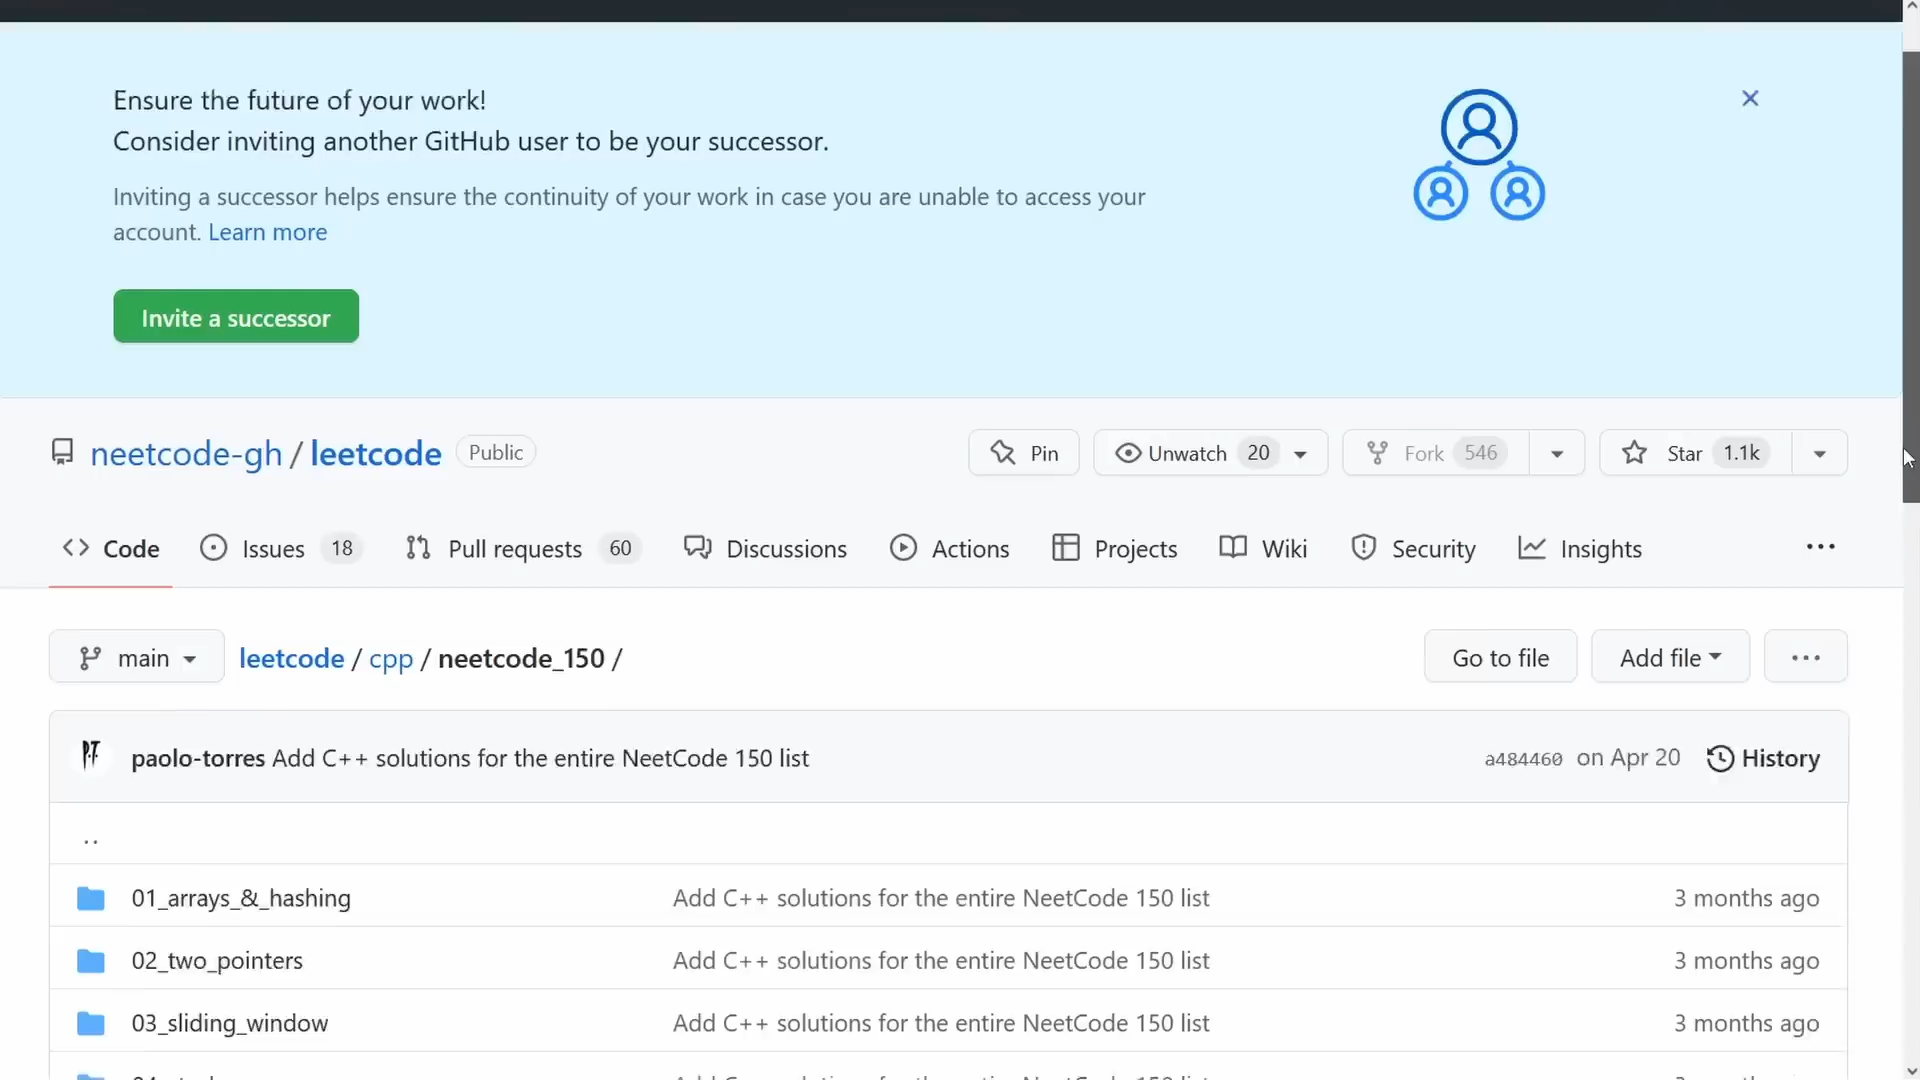 Ensure the future of your work!
Consider inviting another GitHub user to be your successor.
Inviting a successor helps ensure the continuity of your work in case you are unable to access your
account. Learn more
Invite a successor
neetcode-gh / leetcode Public
Pin Unwatch 20 Fork 546 Star 1.1k
Code Issues 18 Pull requests 60 Discussions Actions Projects Wiki Security Insights
main leetcode / cpp / neetcode_150 / Go to file Add file
paolo-torres Add C++ solutions for the entire NeetCode 150 list a484460 on Apr 20 History
..
01_arrays_&_hashing Add C++ solutions for the entire NeetCode 150 list 3 months ago
02_two_pointers Add C++ solutions for the entire NeetCode 150 list 3 months ago
03_sliding_window Add C++ solutions for the entire NeetCode 150 list 3 months ago